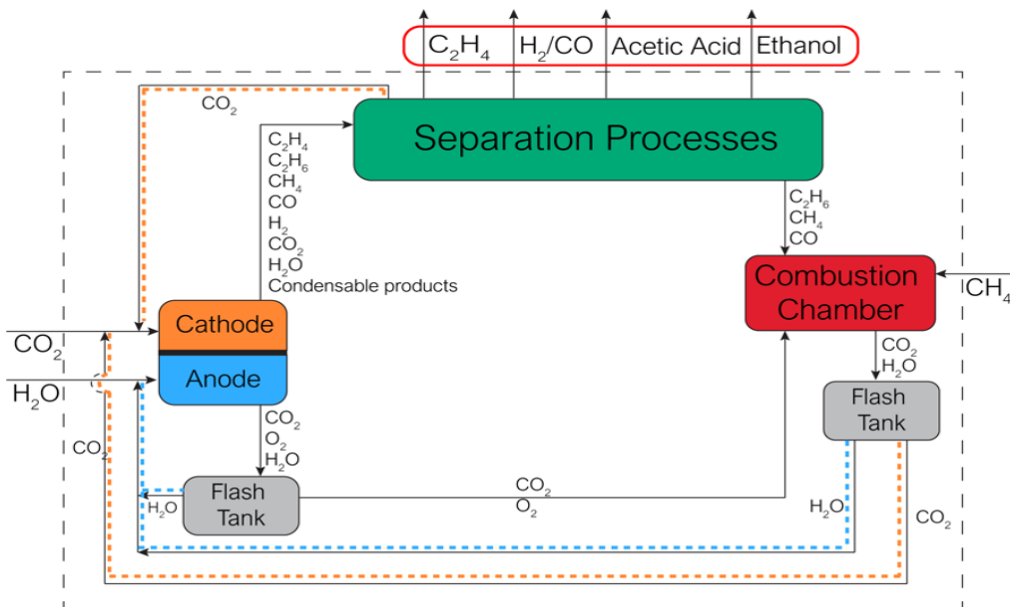 C₂H₄ H₂/CO Acetic Acid Ethanol
CO₂
Separation Processes
C₂H₄
C₂H₆
CH₄
CO
H₂
CO₂
H₂O
Condensable products
C₂H₆
CH₄
CO
Combustion
Chamber
CH₄
Cathode
CO₂
Anode
H₂O
CO₂
H₂O
Flash
Tank
CO₂
O₂
H₂O
CO₂
Flash
Tank
H₂O
CO₂
O₂
H₂O
CO₂